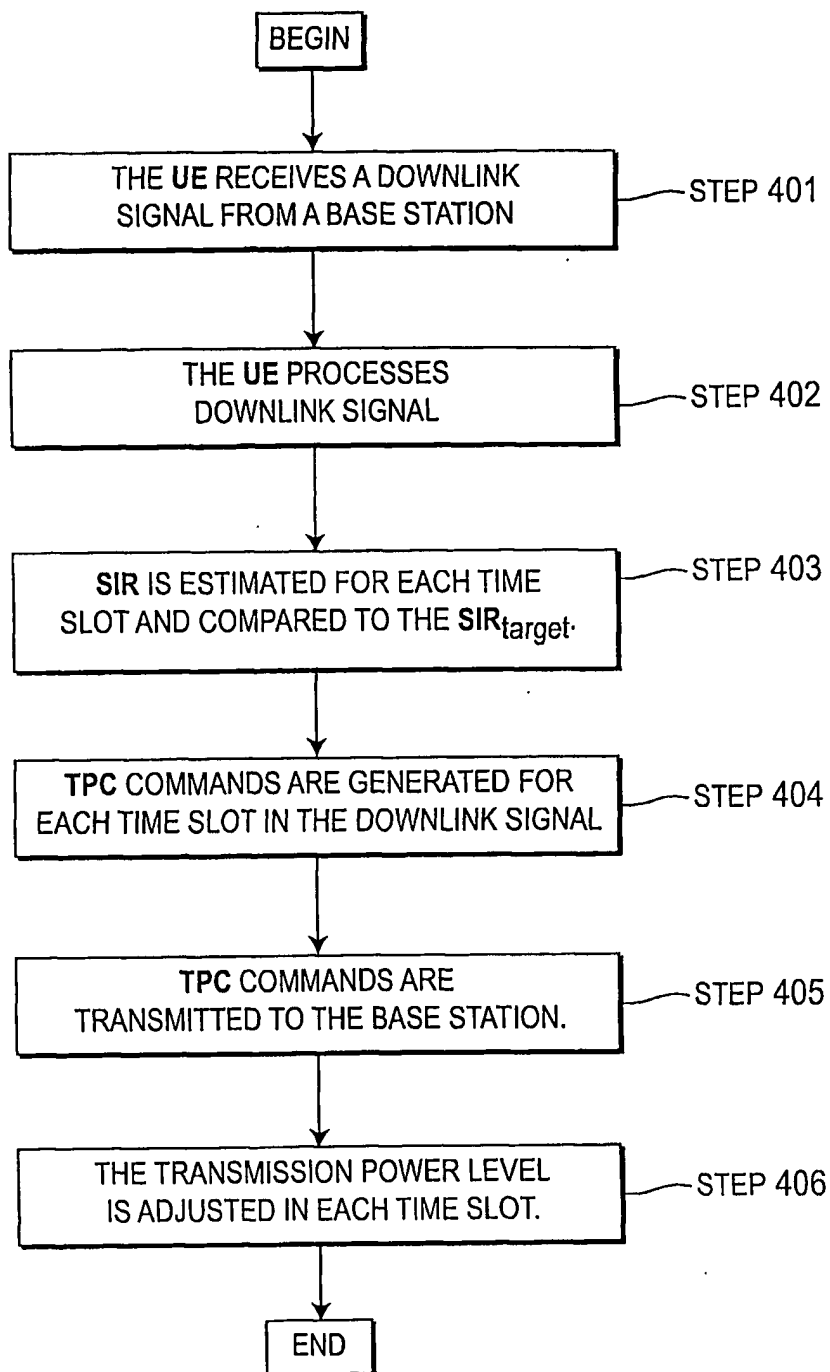 BEGIN
THE UE RECEIVES A DOWNLINK
SIGNAL FROM A BASE STATION
STEP 401
THE UE PROCESSES
DOWNLINK SIGNAL
STEP 402
SIR IS ESTIMATED FOR EACH TIME
SLOT AND COMPARED TO THE SIRtarget.
STEP 403
TPC COMMANDS ARE GENERATED FOR
EACH TIME SLOT IN THE DOWNLINK SIGNAL
STEP 404
TPC COMMANDS ARE
TRANSMITTED TO THE BASE STATION.
STEP 405
THE TRANSMISSION POWER LEVEL
IS ADJUSTED IN EACH TIME SLOT.
STEP 406
END